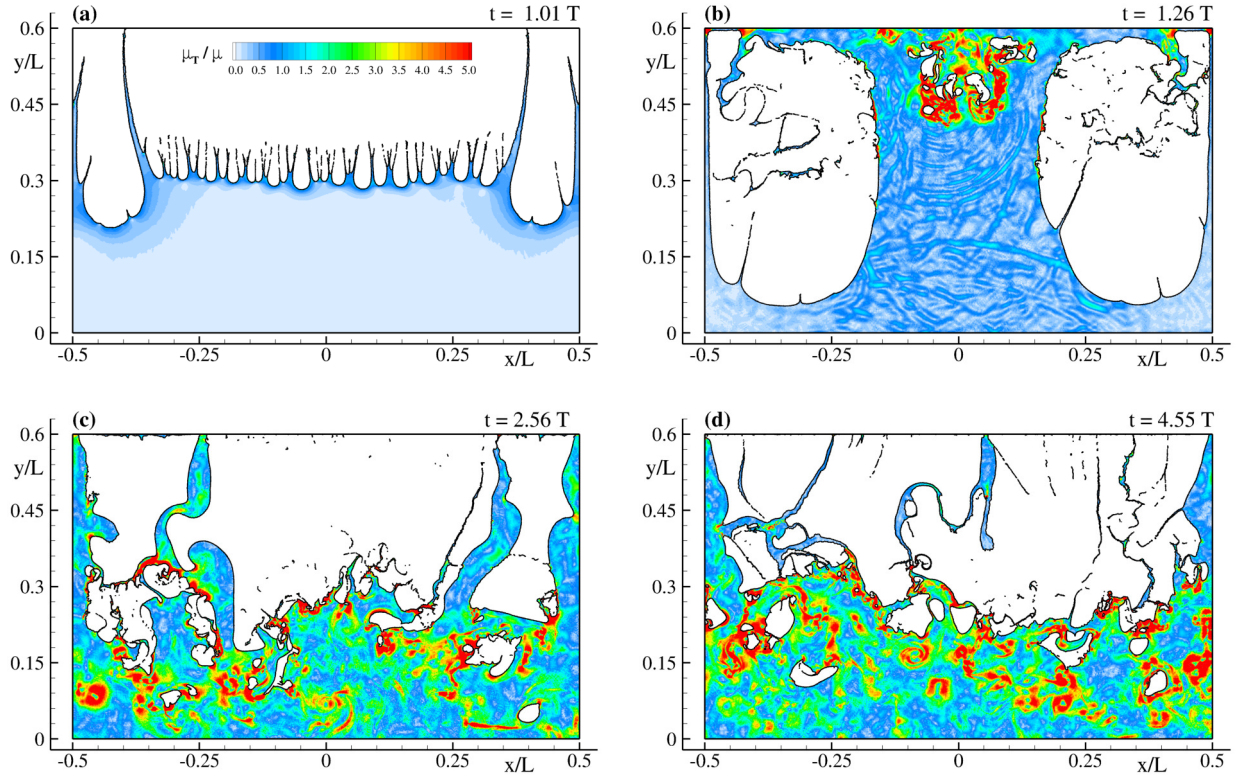 (a) t = 1.01 T
μT / μ
0.0 0.5 1.0 1.5 2.0 2.5 3.0 3.5 4.0 4.5 5.0
0.6
y/L
0.45
0.3
0.15
0
-0.5 -0.25 0 0.25 0.5
x/L
(b) t = 1.26 T
0.6
y/L
0.45
0.3
0.15
0
-0.5 -0.25 0 0.25 0.5
x/L
(c) t = 2.56 T
0.6
y/L
0.45
0.3
0.15
0
-0.5 -0.25 0 0.25 0.5
x/L
(d) t = 4.55 T
0.6
y/L
0.45
0.3
0.15
0
-0.5 -0.25 0 0.25 0.5
x/L